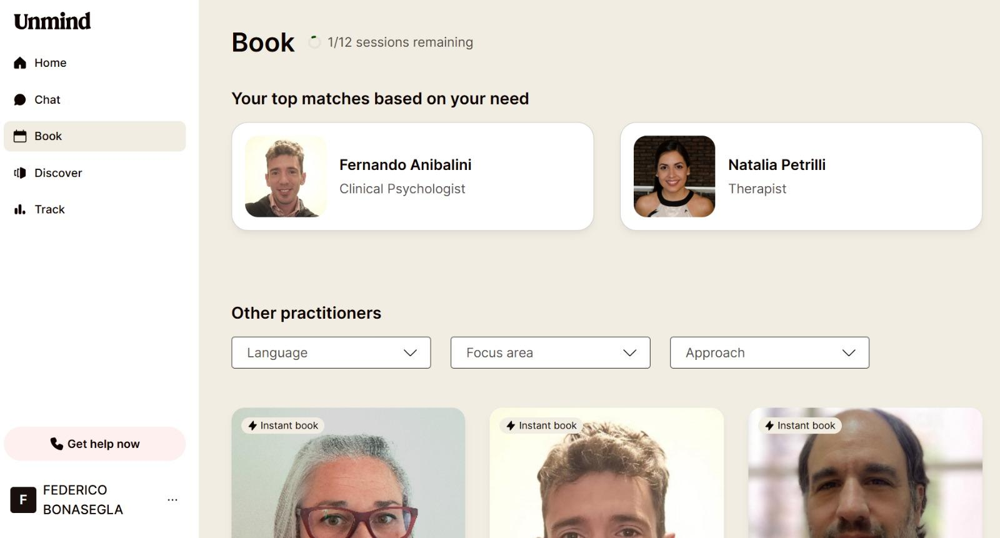 Unmind
Home
Chat
Book
Discover
Track
Get help now
F
FEDERICO
BONASEGLA
...
Book
1/12 sessions remaining
Your top matches based on your need
Fernando Anibalini
Clinical Psychologist
Natalia Petrilli
Therapist
Other practitioners
Language
Focus area
Approach
Instant book
Instant book
Instant book